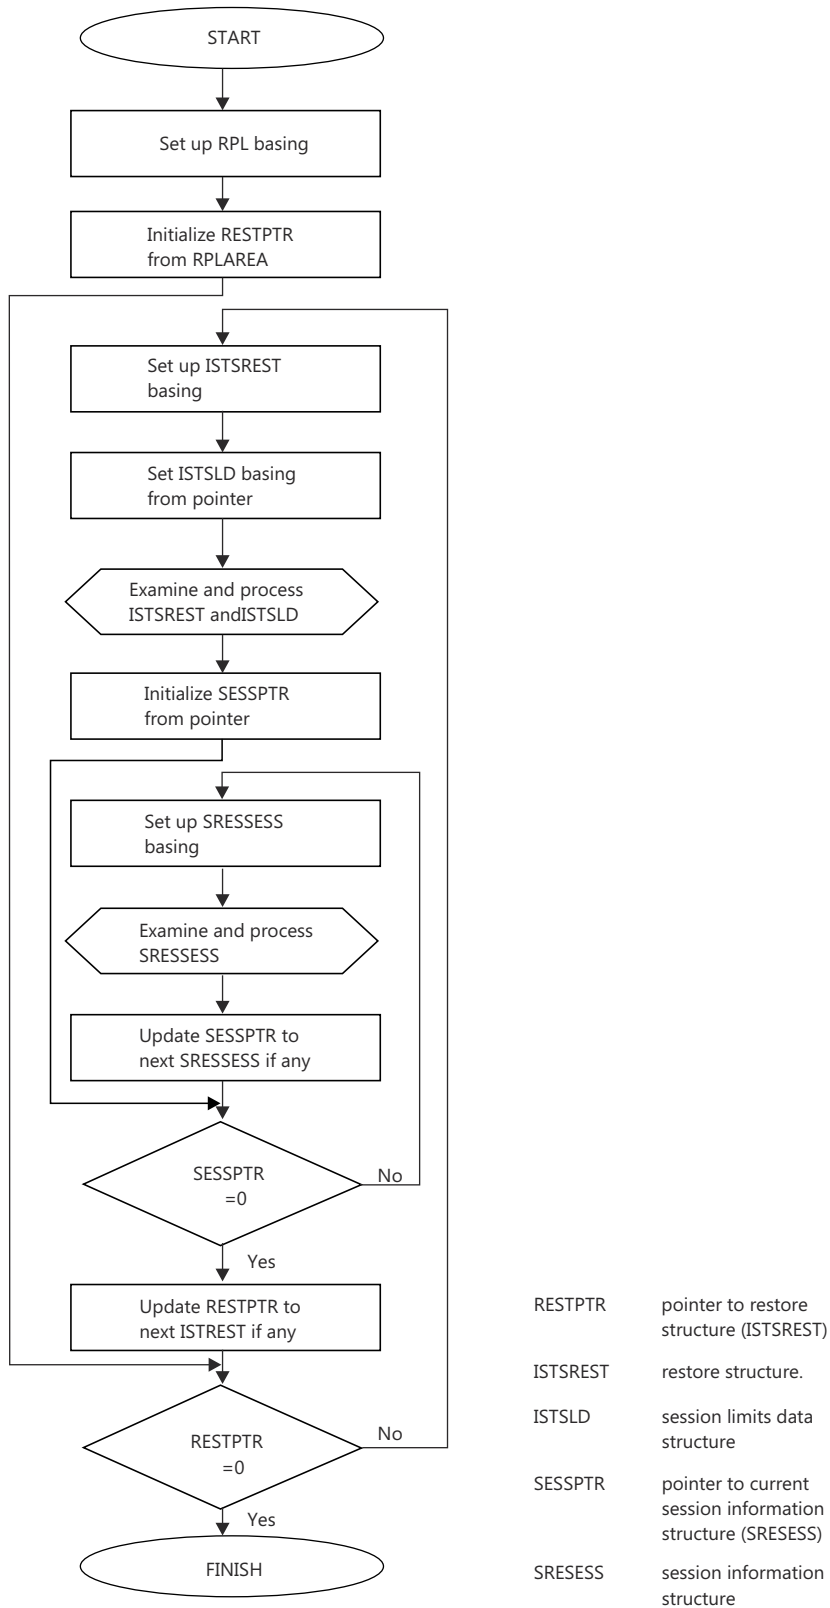 START
Set up RPL basing
Initialize RESTPTR
from RPLAREA
Set up ISTSREST
basing
Set ISTSLD basing
from pointer
Examine and process
ISTSREST andISTSLD
Initialize SESSPTR
from pointer
Set up SRESSESS
basing
Examine and process
SRESSESS
Update SESSPTR to
next SRESSESS if any
SESSPTR
=0
No
Yes
Update RESTPTR to
next ISTREST if any
RESTPTR
=0
No
Yes
FINISH
RESTPTR pointer to restore
structure (ISTSREST)
ISTSREST restore structure.
ISTSLD session limits data
structure
SESSPTR pointer to current
session information
structure (SRESESS)
SRESESS session information
structure